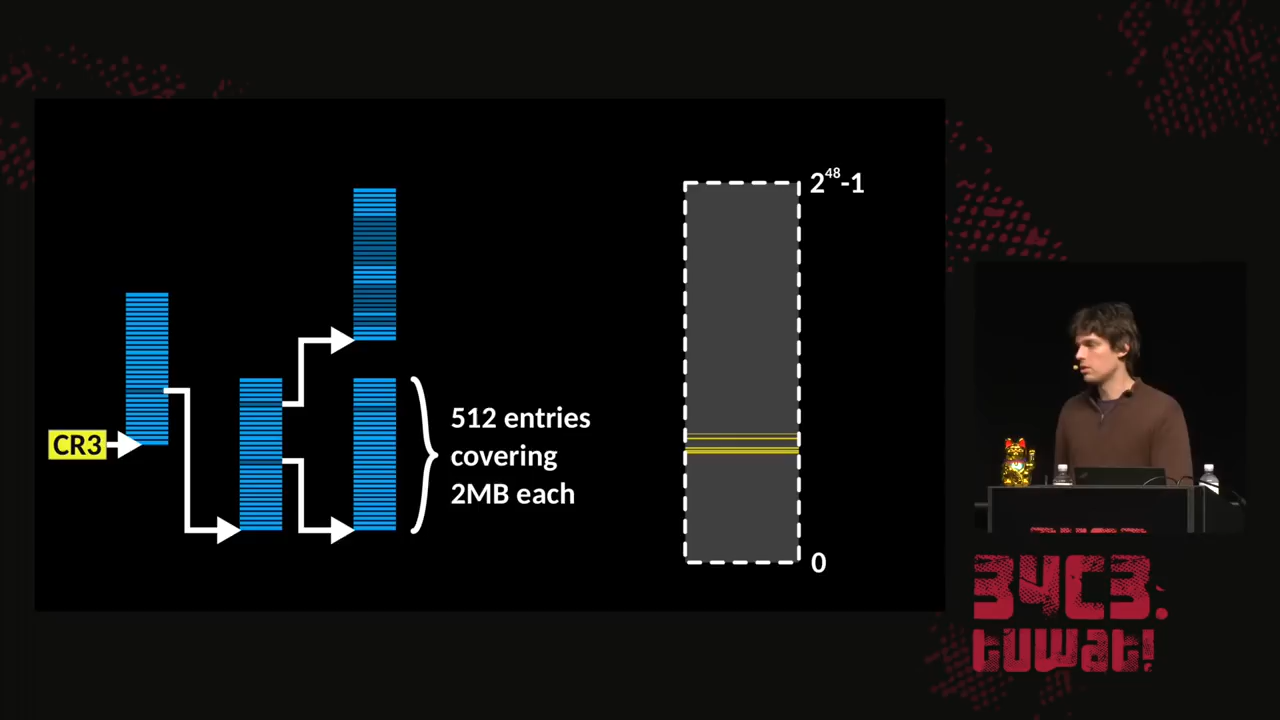 2⁴⁸-1
CR3
512 entries
covering
2MB each
0
34C3.
tuwat!